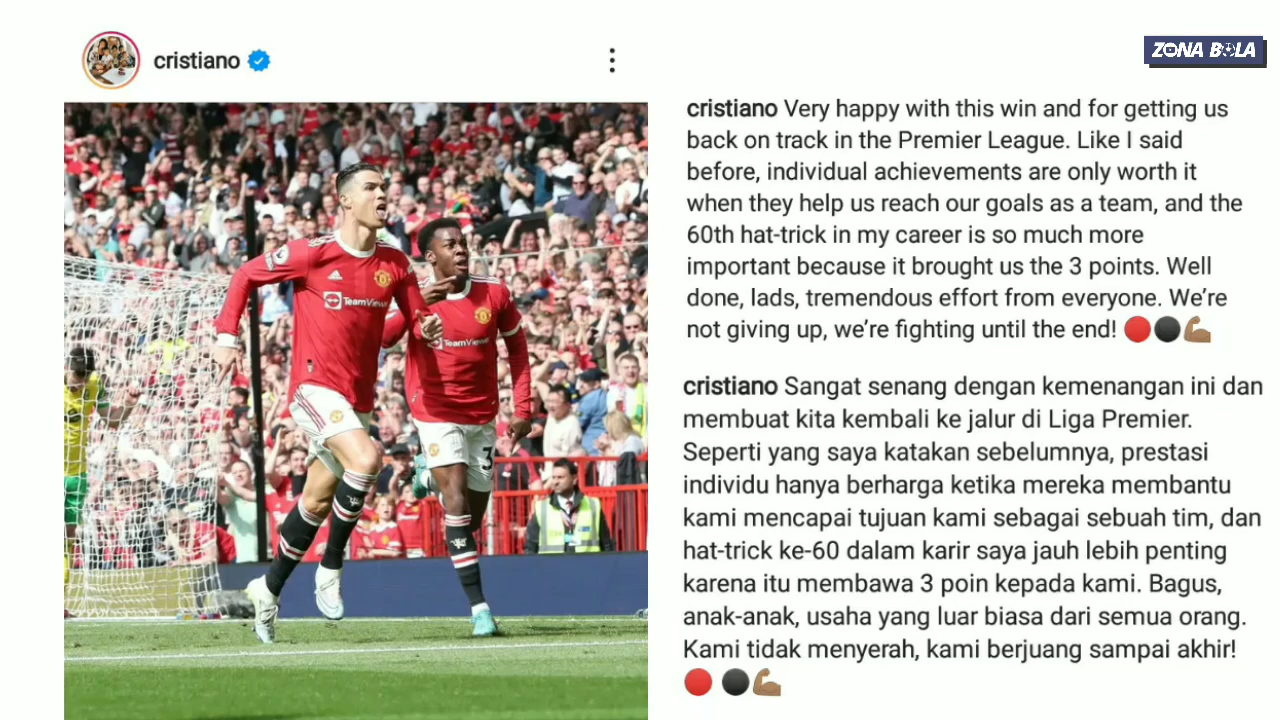 cristiano
ZONA BOLA
TeamViewer
TeamViewer
cristiano Very happy with this win and for getting us
back on track in the Premier League. Like I said
before, individual achievements are only worth it
when they help us reach our goals as a team, and the
60th hat-trick in my career is so much more
important because it brought us the 3 points. Well
done, lads, tremendous effort from everyone. We’re
not giving up, we’re fighting until the end! 🔴⚫💪🏽
cristiano Sangat senang dengan kemenangan ini dan
membuat kita kembali ke jalur di Liga Premier.
Seperti yang saya katakan sebelumnya, prestasi
individu hanya berharga ketika mereka membantu
kami mencapai tujuan kami sebagai sebuah tim, dan
hat-trick ke-60 dalam karir saya jauh lebih penting
karena itu membawa 3 poin kepada kami. Bagus,
anak-anak, usaha yang luar biasa dari semua orang.
Kami tidak menyerah, kami berjuang sampai akhir!
🔴 ⚫💪🏽